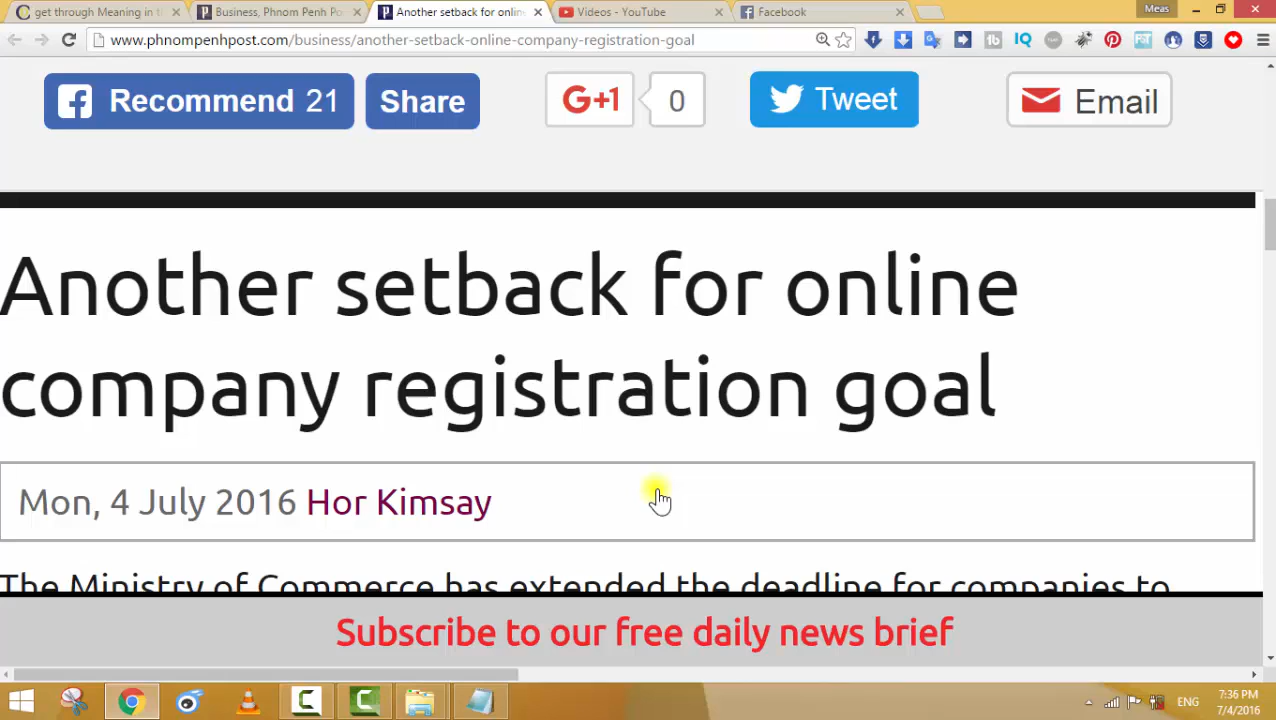 get through Meaning in t
Business, Phnom Penh Po
Another setback for onlin
Videos - YouTube
Facebook
Meas
www.phnompenhpost.com/business/another-setback-online-company-registration-goal
Recommend 21
Share
G+1
0
Tweet
Email
Another setback for online
company registration goal
Mon, 4 July 2016 Hor Kimsay
The Ministry of Commerce has extended the deadline for companies to
Subscribe to our free daily news brief
ENG
7:36 PM
7/4/2016